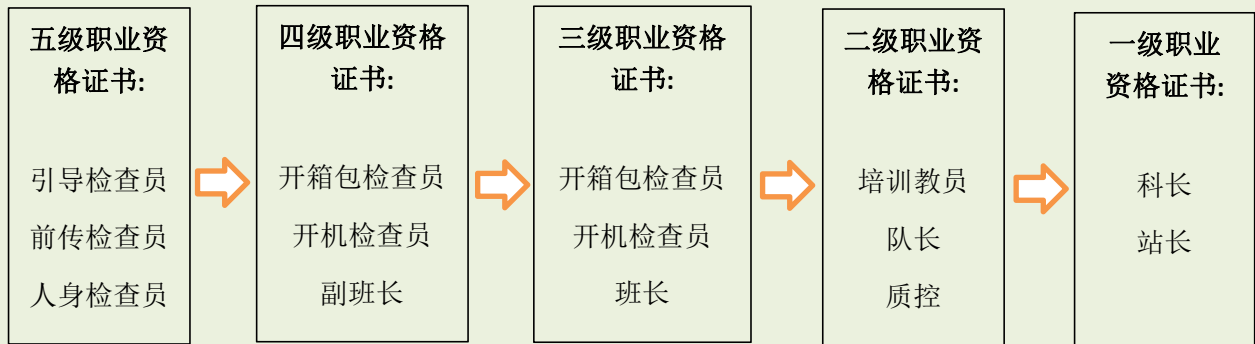 五级职业资
格证书:
引导检查员
前传检查员
人身检查员
四级职业资格
证书:
开箱包检查员
开机检查员
副班长
三级职业资格
证书:
开箱包检查员
开机检查员
班长
二级职业资
格证书:
培训教员
队长
质控
一级职业
资格证书:
科长
站长